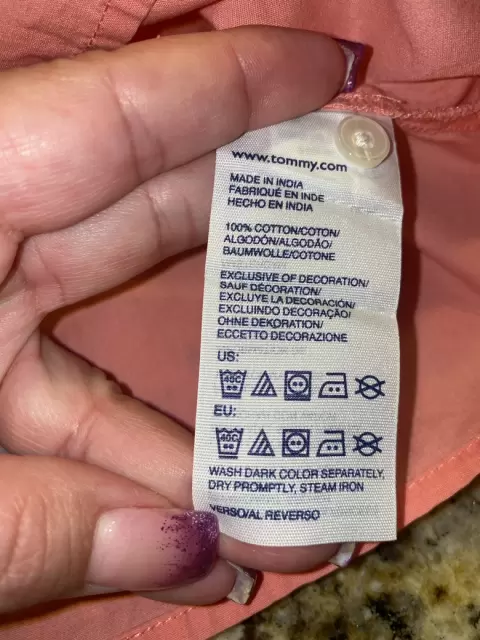 www.tommy.com
MADE IN INDIA
FABRIQUÉ EN INDE
HECHO EN INDIA
100% COTTON/COTON/
ALGODÓN/ALGODÃO/
BAUMWOLLE/COTONE
EXCLUSIVE OF DECORATION/
SAUF DÉCORATION/
EXCLUYE LA DECORACIÓN/
EXCLUINDO DECORAÇÃO/
OHNE DEKORATION/
ECCETTO DECORAZIONE
US:
40C
EU:
40C
WASH DARK COLOR SEPARATELY,
DRY PROMPTLY, STEAM IRON
VERSO/AL REVERSO